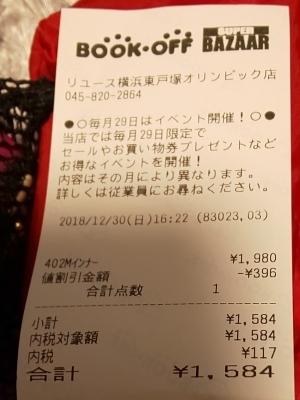 BOOK-OFF SUPER BAZAAR
リユース横浜東戸塚オリンピック店
045-820-2864
●○毎月29日はイベント開催!○●
当店では毎月29日限定で
セールやお買い物券プレゼントなど
お得なイベントを開催!
内容はその月により異なります。
詳しくは従業員にお尋ねください。
2018/12/30(日)16:22 (83023,03)
402Mインナー ¥1,980
値割引金額 -¥396
合計点数 1
小計 ¥1,584
内税対象額 ¥1,584
内税 ¥117
合計 ¥1,584